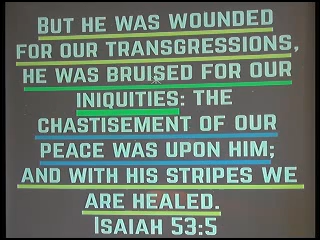 But he was wounded
for our transgressions,
he was bruised for our
iniquities: the
chastisement of our
peace was upon him;
and with his stripes we
are healed.
Isaiah 53:5